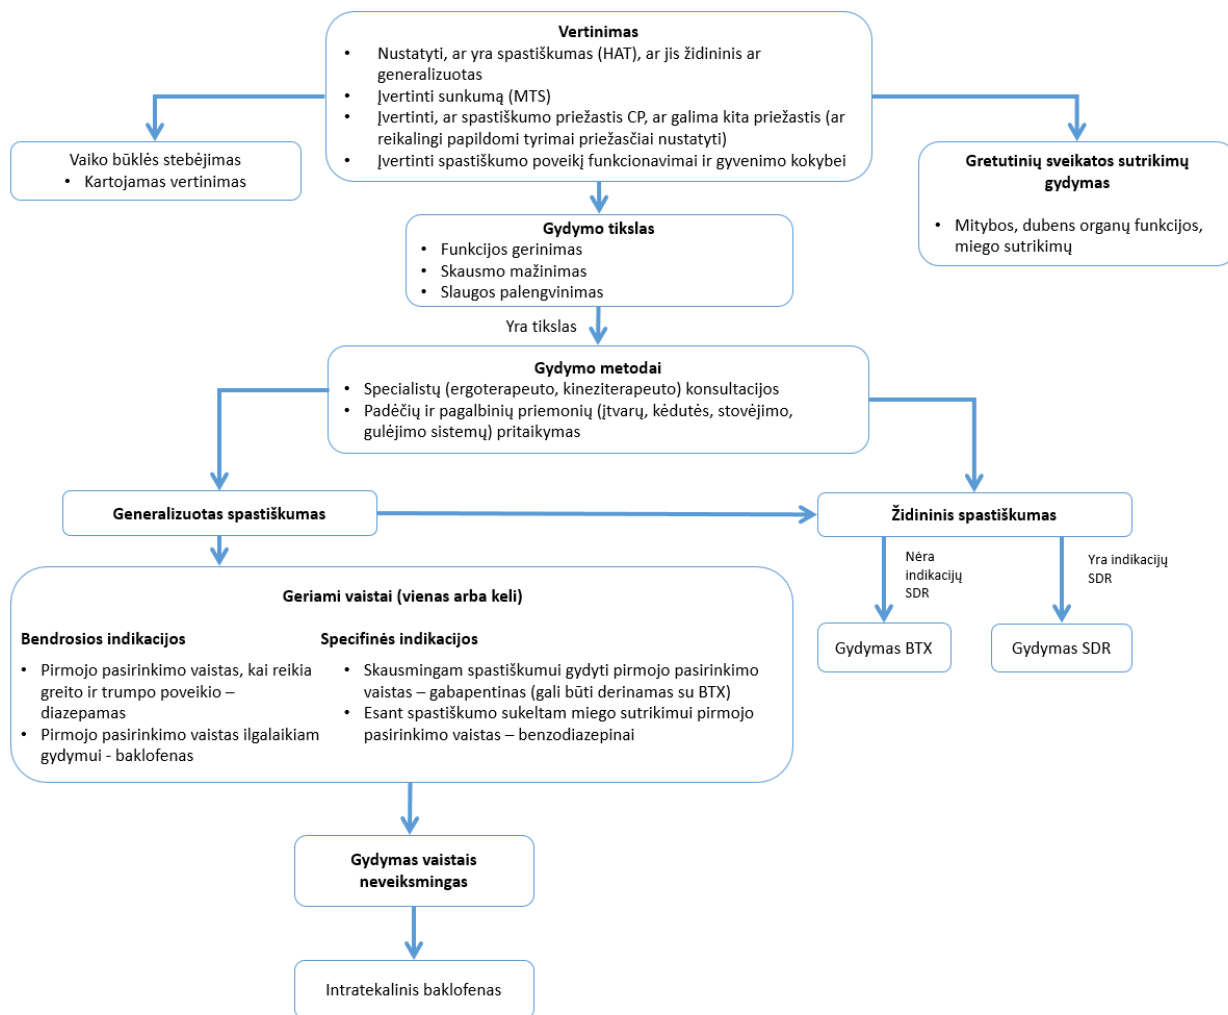 Vertinimas
• Nustatyti, ar yra spastiškumas (HAT), ar jis židininis ar
generalizuotas
• Įvertinti sunkumą (MTS)
• Įvertinti, ar spastiškumo priežastis CP, ar galima kita priežastis (ar
reikalingi papildomi tyrimai priežasčiai nustatyti)
• Įvertinti spastiškumo poveikį funkcionavimai ir gyvenimo kokybei
Vaiko būklės stebėjimas
• Kartojamas vertinimas
Gretutinių sveikatos sutrikimų
gydymas
• Mitybos, dubens organų funkcijos,
miego sutrikimų
Gydymo tikslas
• Funkcijos gerinimas
• Skausmo mažinimas
• Slaugos palengvinimas
Yra tikslas
Gydymo metodai
• Specialistų (ergoterapeuto, kineziterapeuto) konsultacijos
• Padėčių ir pagalbinių priemonių (įtvarų, kėdutės, stovėjimo,
gulėjimo sistemų) pritaikymas
Generalizuotas spastiškumas
Židininis spastiškumas
Nėra
indikacijų
SDR
Yra indikacijų
SDR
Gydymas BTX
Gydymas SDR
Geriami vaistai (vienas arba keli)
Bendrosios indikacijos
• Pirmojo pasirinkimo vaistas, kai reikia
greito ir trumpo poveikio –
diazepamas
• Pirmojo pasirinkimo vaistas ilgalaikiam
gydymui - baklofenas
Specifinės indikacijos
• Skausmingam spastiškumui gydyti pirmojo pasirinkimo
vaistas – gabapentinas (gali būti derinamas su BTX)
• Esant spastiškumo sukeltam miego sutrikimui pirmojo
pasirinkimo vaistas – benzodiazepinai
Gydymas vaistais
neveiksmingas
Intratekalinis baklofenas